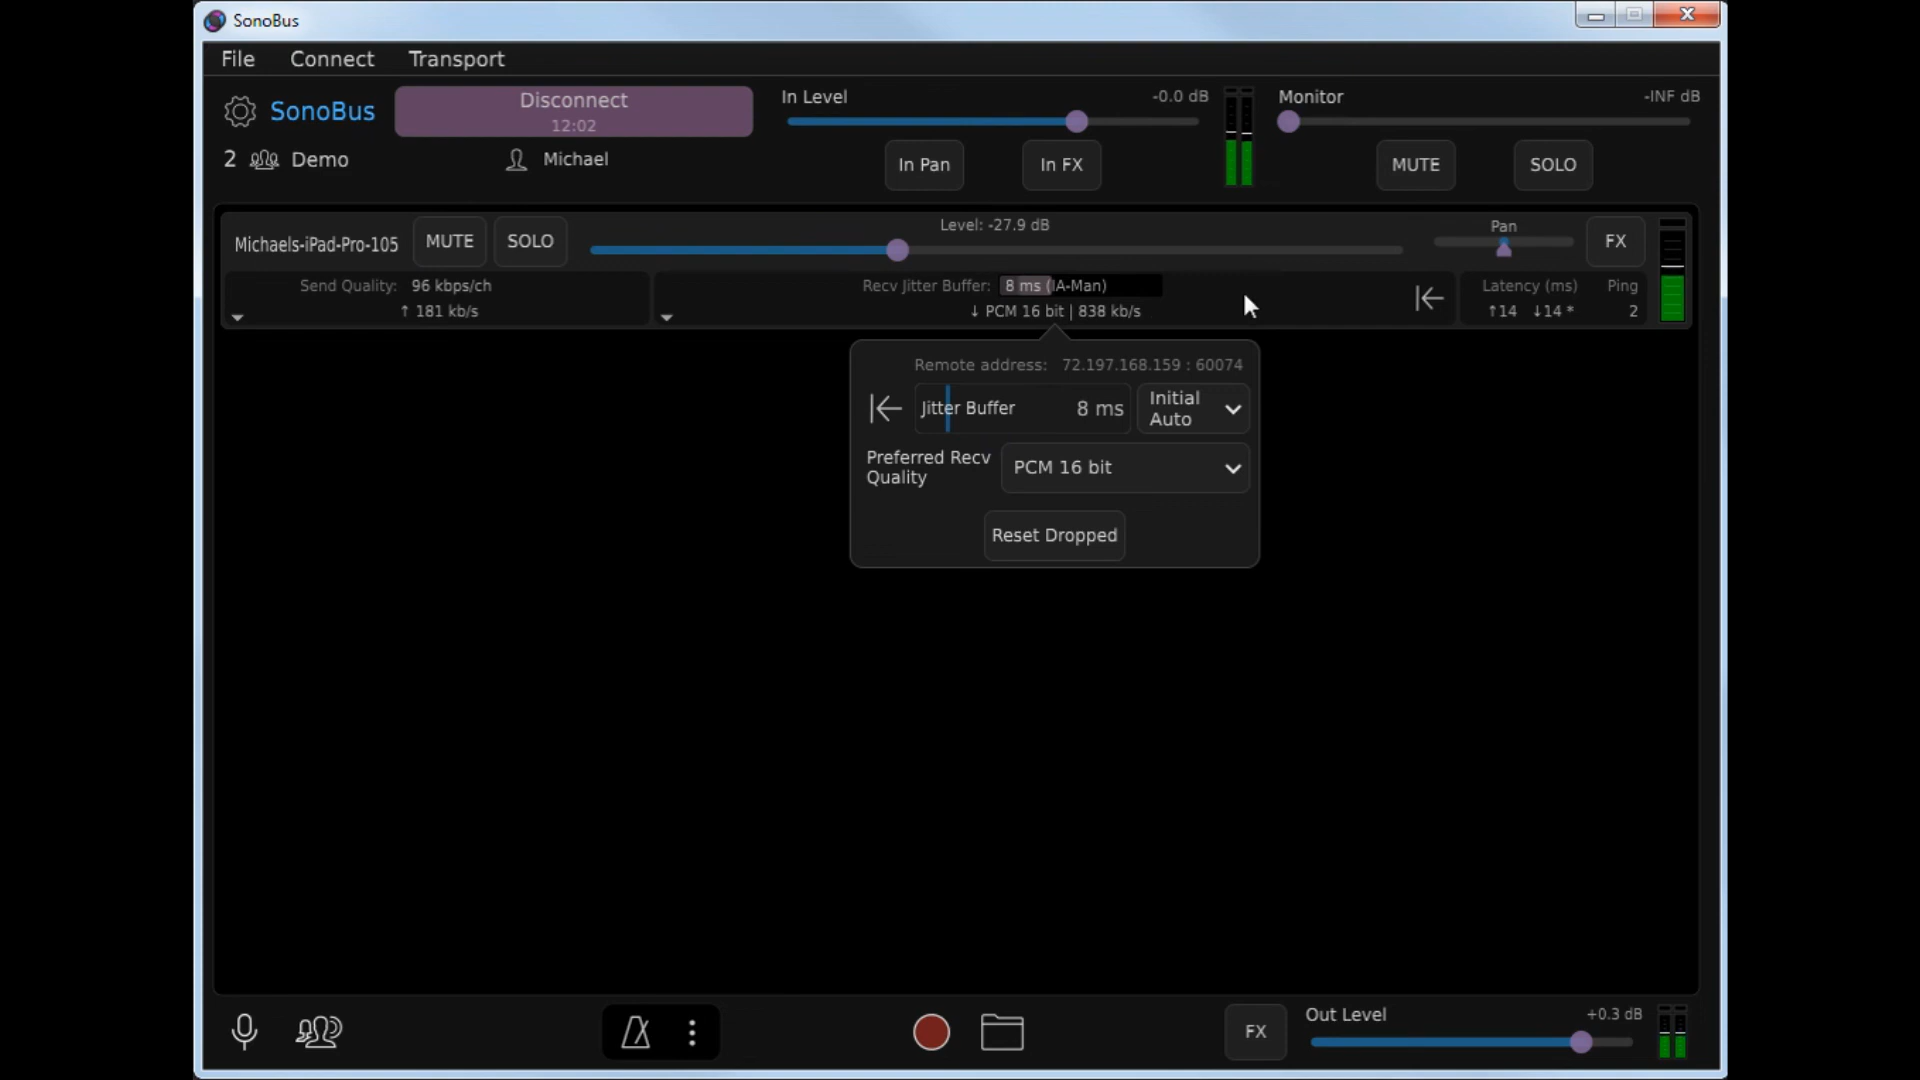 SonoBus
File Connect Transport
SonoBus
Disconnect
12:02
In Level -0.0 dB
Monitor -INF dB
2 Demo
Michael
In Pan
In FX
MUTE
SOLO
Michaels-iPad-Pro-105
MUTE
SOLO
Level: -27.9 dB
Pan
FX
Send Quality: 96 kbps/ch
↑ 181 kb/s
Recv Jitter Buffer: 8 ms (IA-Man)
↓ PCM 16 bit | 838 kb/s
Latency (ms) Ping
↑14 ↓14 * 2
Remote address: 72.197.168.159 : 60074
Jitter Buffer 8 ms
Initial
Auto
Preferred Recv
Quality
PCM 16 bit
Reset Dropped
FX
Out Level +0.3 dB